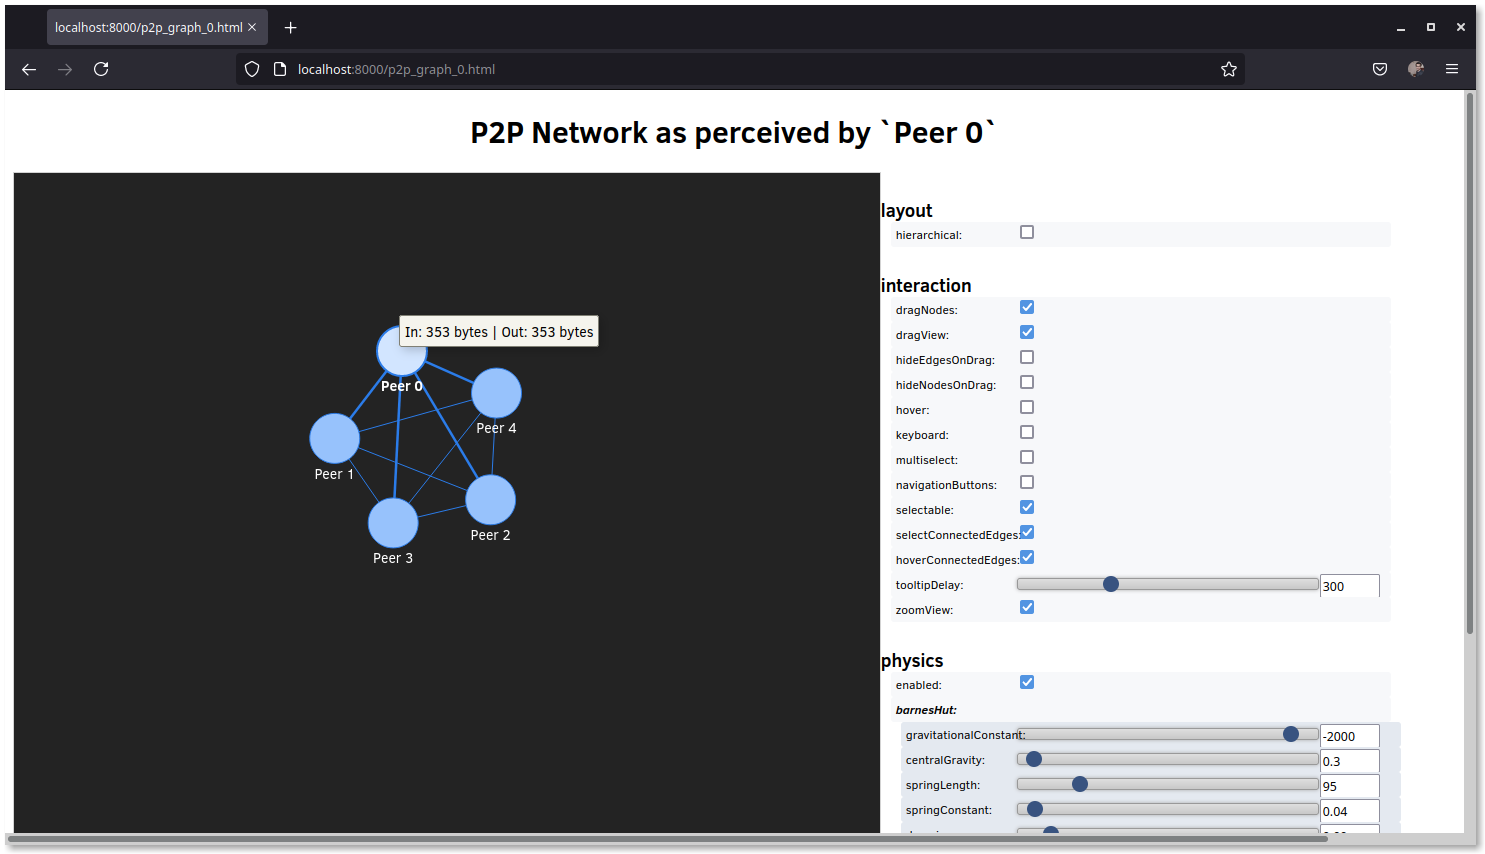 localhost:8000/p2p_graph_0.html
localhost:8000/p2p_graph_0.html
P2P Network as perceived by `Peer 0`
In: 353 bytes | Out: 353 bytes
Peer 0
Peer 4
Peer 1
Peer 2
Peer 3
layout
hierarchical:
interaction
dragNodes:
dragView:
hideEdgesOnDrag:
hideNodesOnDrag:
hover:
keyboard:
multiselect:
navigationButtons:
selectable:
selectConnectedEdges:
hoverConnectedEdges:
tooltipDelay: 300
zoomView:
physics
enabled:
barnesHut:
gravitationalConstant: -2000
centralGravity: 0.3
springLength: 95
springConstant: 0.04